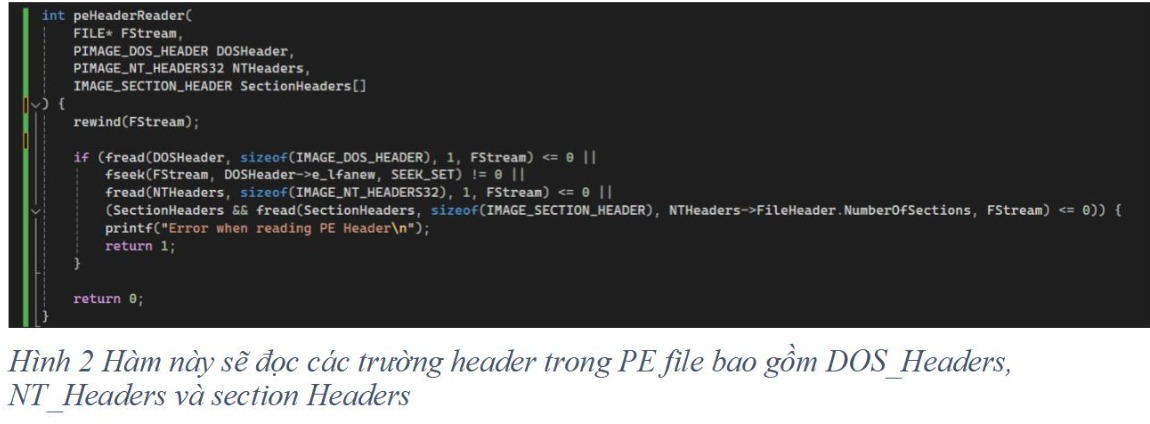 int peHeaderReader(
FILE* FStream,
PIMAGE_DOS_HEADER DOSHeader,
PIMAGE_NT_HEADERS32 NTHeaders,
IMAGE_SECTION_HEADER SectionHeaders[]
) {
rewind(FStream);
if (fread(DOSHeader, sizeof(IMAGE_DOS_HEADER), 1, FStream) <= 0 ||
fseek(FStream, DOSHeader->e_lfanew, SEEK_SET) != 0 ||
fread(NTHeaders, sizeof(IMAGE_NT_HEADERS32), 1, FStream) <= 0 ||
(SectionHeaders && fread(SectionHeaders, sizeof(IMAGE_SECTION_HEADER), NTHeaders->FileHeader.NumberOfSections, FStream) <= 0)) {
printf("Error when reading PE Header\n");
return 1;
}
return 0;
}
Hình 2 Hàm này sẽ đọc các trường header trong PE file bao gồm DOS_Headers,
NT_Headers và section Headers